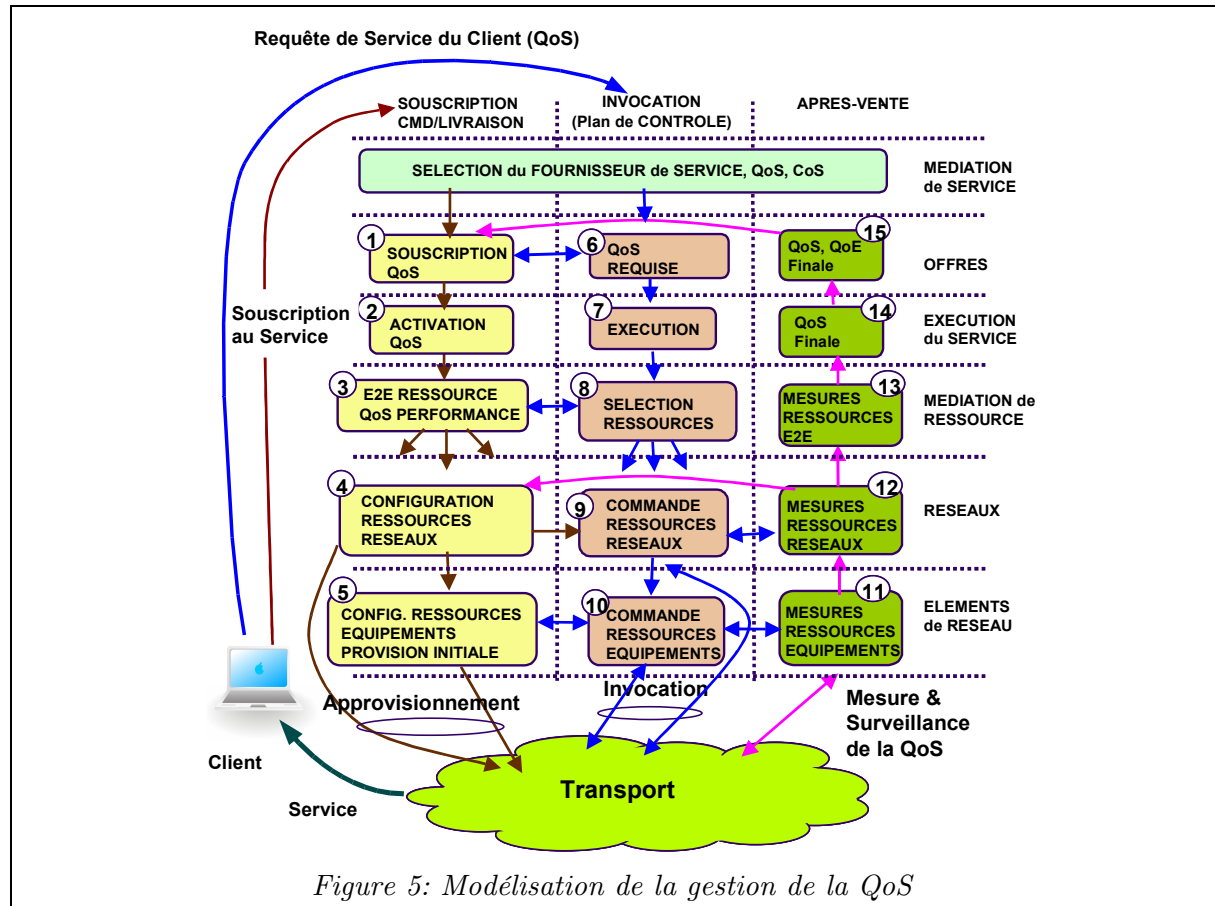 Requête de Service du Client (QoS)
SOUSCRIPTION
CMD/LIVRAISON
INVOCATION
(Plan de CONTROLE)
APRES-VENTE
SELECTION du FOURNISSEUR de SERVICE, QoS, CoS
MEDIATION
de SERVICE
1
SOUSCRIPTION
QoS
6
QoS
REQUISE
15
QoS, QoE
Finale
OFFRES
Souscription
au Service
2
ACTIVATION
QoS
7
EXECUTION
14
QoS
Finale
EXECUTION
du SERVICE
3
E2E RESSOURCE
QoS PERFORMANCE
8
SELECTION
RESSOURCES
13
MESURES
RESSOURCES
E2E
MEDIATION de
RESSOURCE
4
CONFIGURATION
RESSOURCES
RESEAUX
9
COMMANDE
RESSOURCES
RESEAUX
12
MESURES
RESSOURCES
RESEAUX
RESEAUX
5
CONFIG. RESSOURCES
EQUIPEMENTS
PROVISION INITIALE
10
COMMANDE
RESSOURCES
EQUIPEMENTS
11
MESURES
RESSOURCES
EQUIPEMENTS
ELEMENTS
de RESEAU
Approvisionnement
Invocation
Mesure &
Surveillance
de la QoS
Client
Service
Transport
Figure 5: Modélisation de la gestion de la QoS